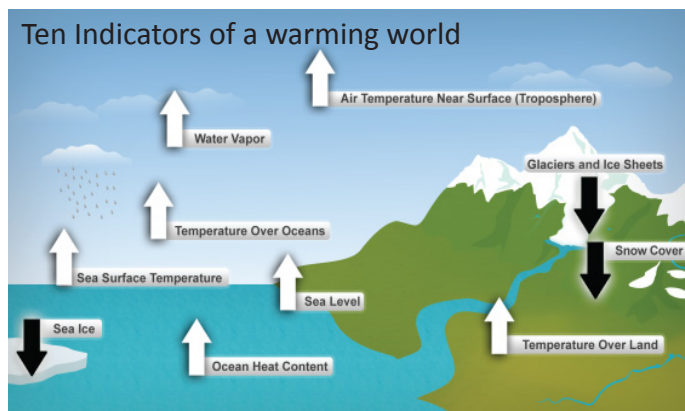 Ten Indicators of a warming world
Air Temperature Near Surface (Troposphere)
Water Vapor
Glaciers and Ice Sheets
Temperature Over Oceans
Snow Cover
Sea Surface Temperature
Sea Level
Sea Ice
Temperature Over Land
Ocean Heat Content